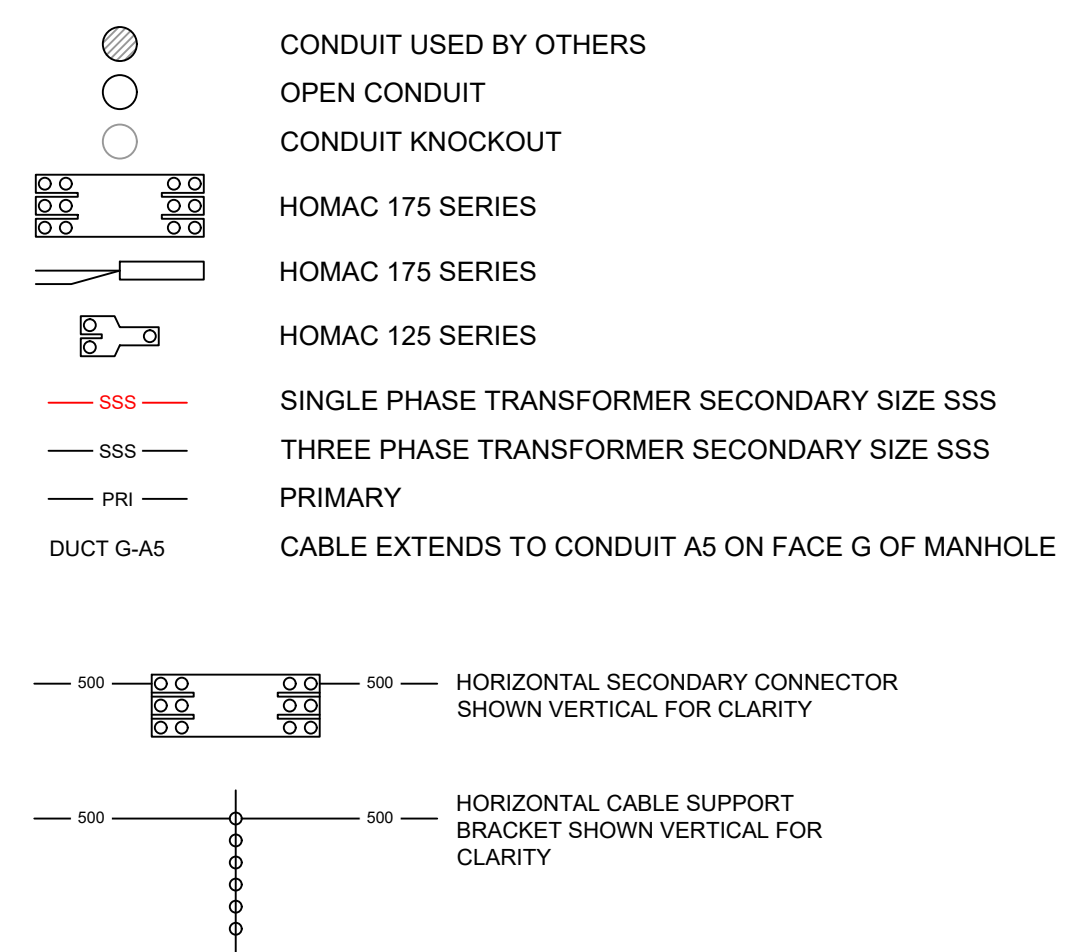 CONDUIT USED BY OTHERS
OPEN CONDUIT
CONDUIT KNOCKOUT
HOMAC 175 SERIES
HOMAC 175 SERIES
HOMAC 125 SERIES
SSS SINGLE PHASE TRANSFORMER SECONDARY SIZE SSS
SSS THREE PHASE TRANSFORMER SECONDARY SIZE SSS
PRI PRIMARY
DUCT G-A5 CABLE EXTENDS TO CONDUIT A5 ON FACE G OF MANHOLE
500 500 HORIZONTAL SECONDARY CONNECTOR
SHOWN VERTICAL FOR CLARITY
500 500 HORIZONTAL CABLE SUPPORT
BRACKET SHOWN VERTICAL FOR
CLARITY